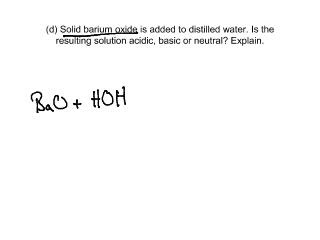 (d) Solid barium oxide is added to distilled water. Is the
resulting solution acidic, basic or neutral? Explain.
BaO + HOH